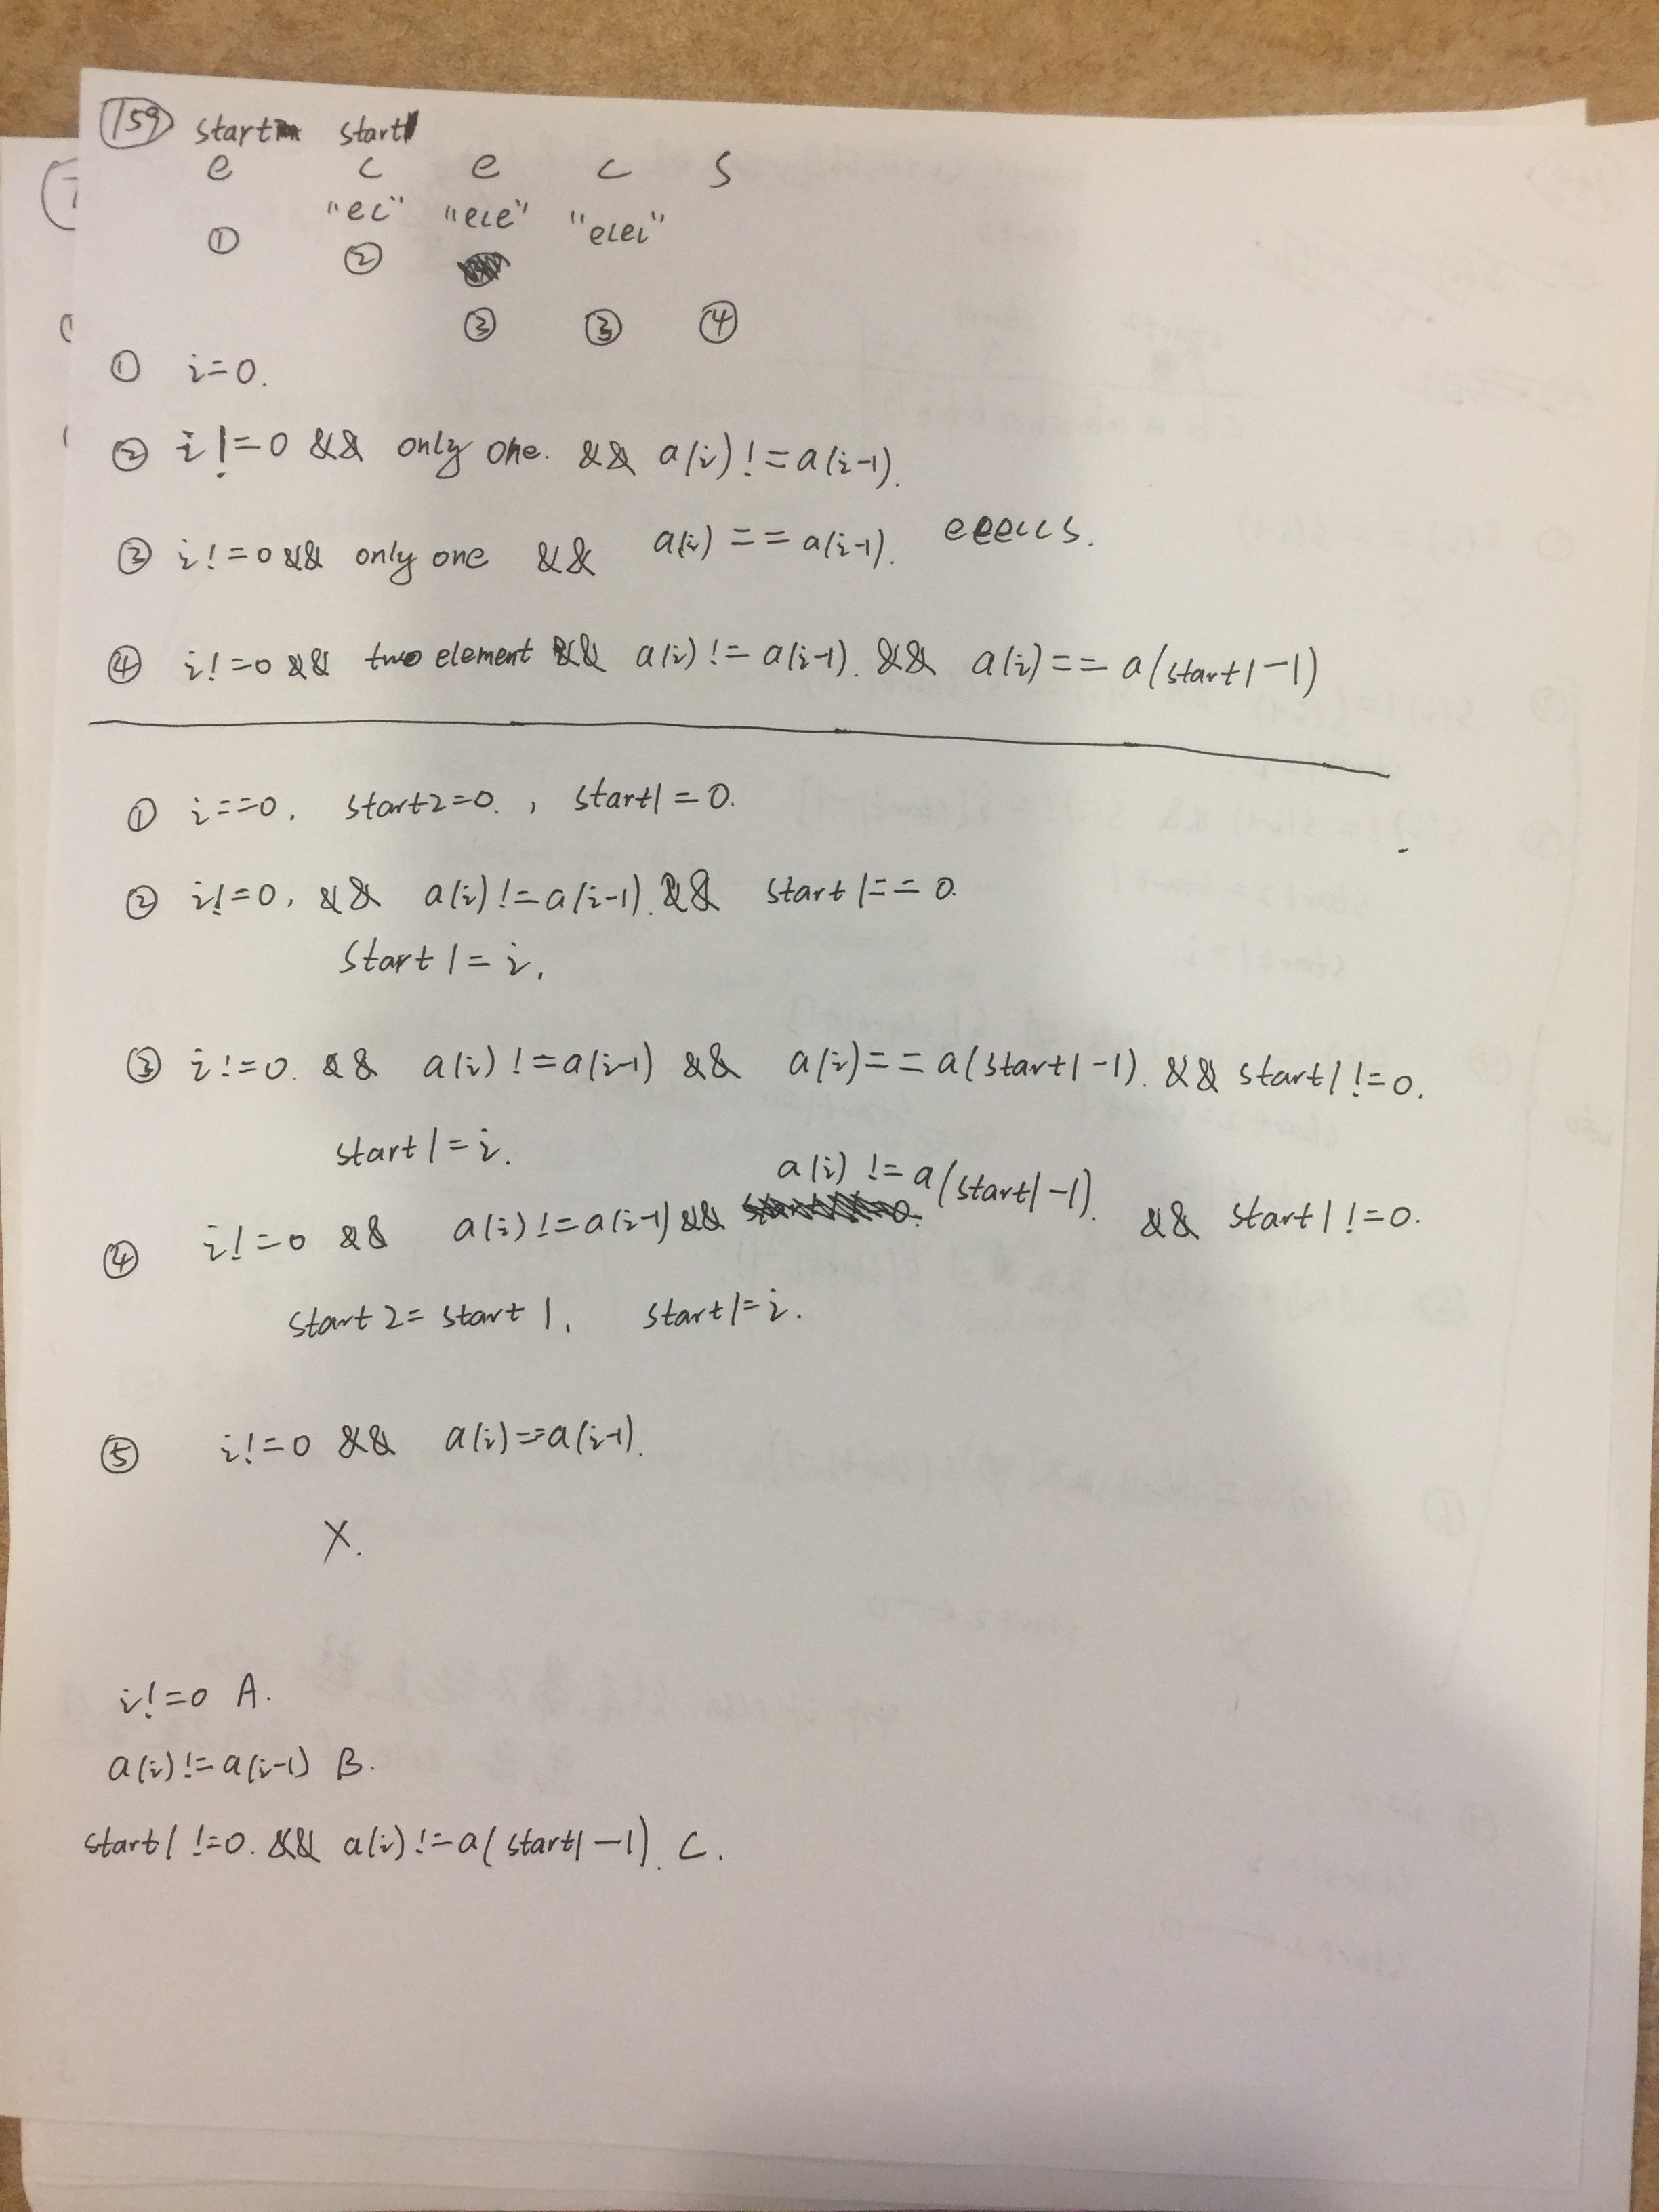 159 start start
e c e c s
"ec" "ece" "ecec"
① ②
③ ③ ④
① i=0.
② i!=0 && only one. && a(i)!=a(i-1).
③ i!=0 && only one && a(i)==a(i-1). eeeccs.
④ i!=0 && two element && a(i)!=a(i-1). && a(i)==a(start1-1)
① i==0, start2=0. , start1=0.
② i!=0, && a(i)!=a(i-1). && start1==0.
start1=i.
③ i!=0. && a(i)!=a(i-1) && a(i)==a(start1-1). && start1!=0.
start1=i.
④ i!=0 && a(i)!=a(i-1) && a(i)!=a(start1-1). && start1!=0.
start2=start1, start1=i.
⑤ i!=0 && a(i)==a(i-1).
X.
i!=0 A.
a(i)!=a(i-1) B.
start1!=0. && a(i)!=a(start1-1). C.